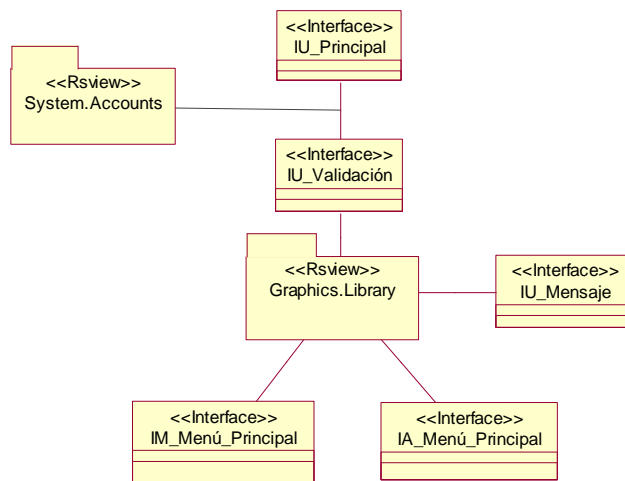 <<Interface>>
IU_Principal
<<Rsview>>
System.Accounts
<<Interface>>
IU_Validación
<<Rsview>>
Graphics.Library
<<Interface>>
IU_Mensaje
<<Interface>>
IM_Menú_Principal
<<Interface>>
IA_Menú_Principal